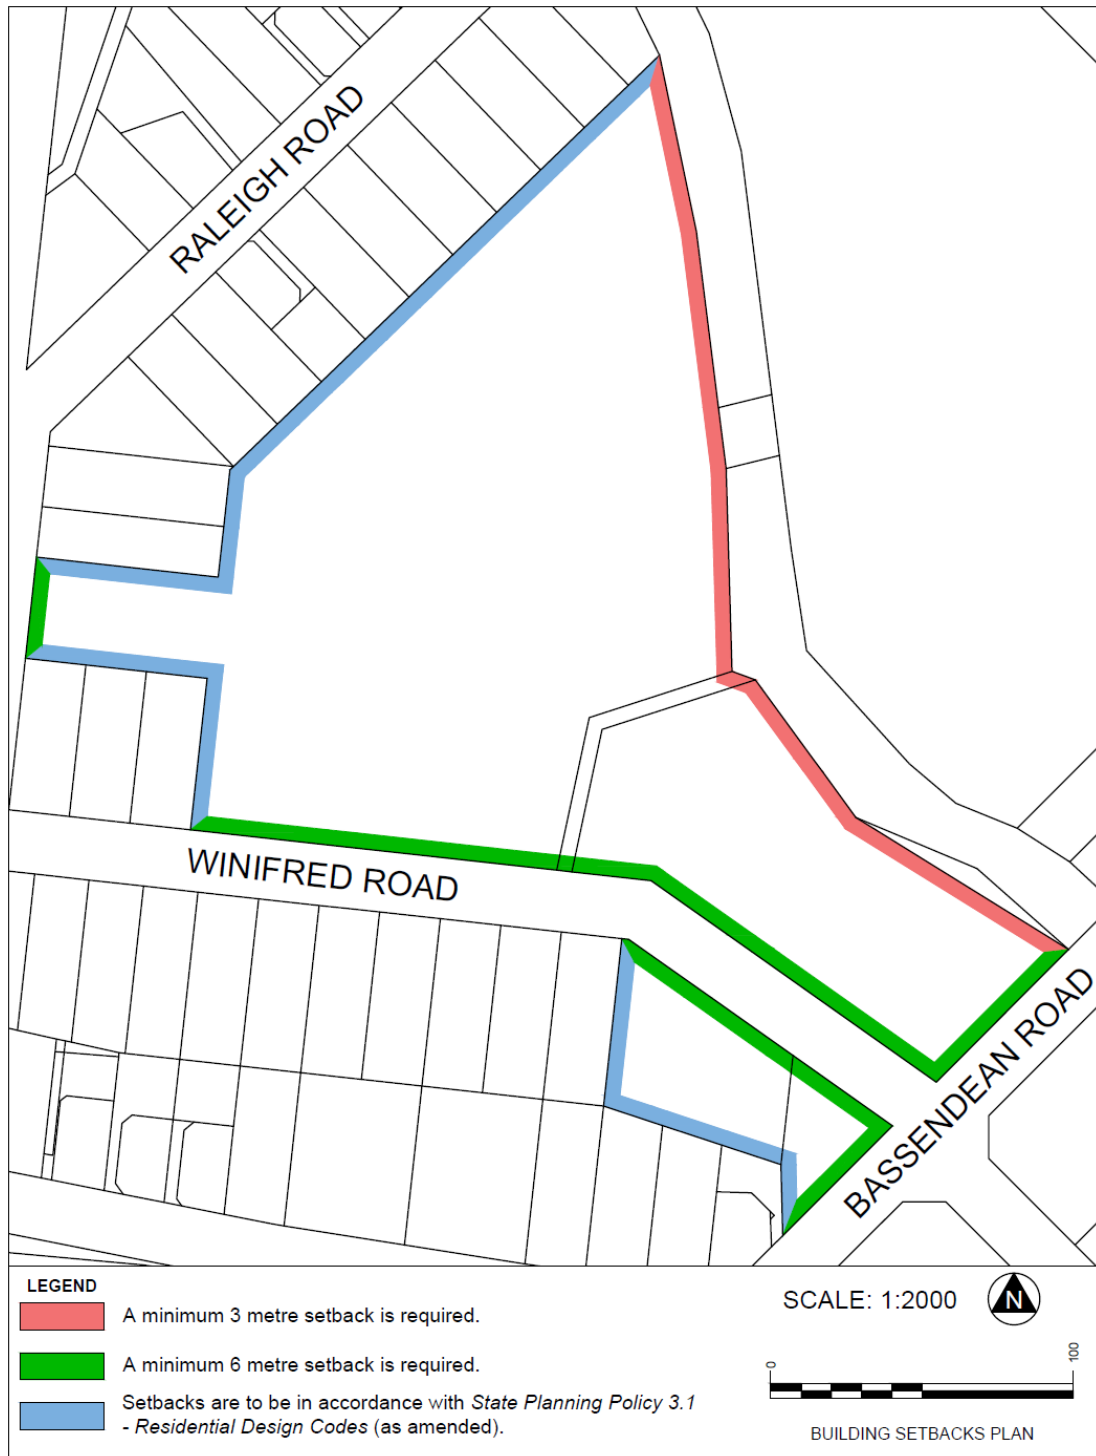 RALEIGH ROAD
WINIFRED ROAD
BASSENDEAN ROAD
LEGEND
A minimum 3 metre setback is required.
A minimum 6 metre setback is required.
Setbacks are to be in accordance with State Planning Policy 3.1
- Residential Design Codes (as amended).
SCALE: 1:2000
N
0
100
BUILDING SETBACKS PLAN